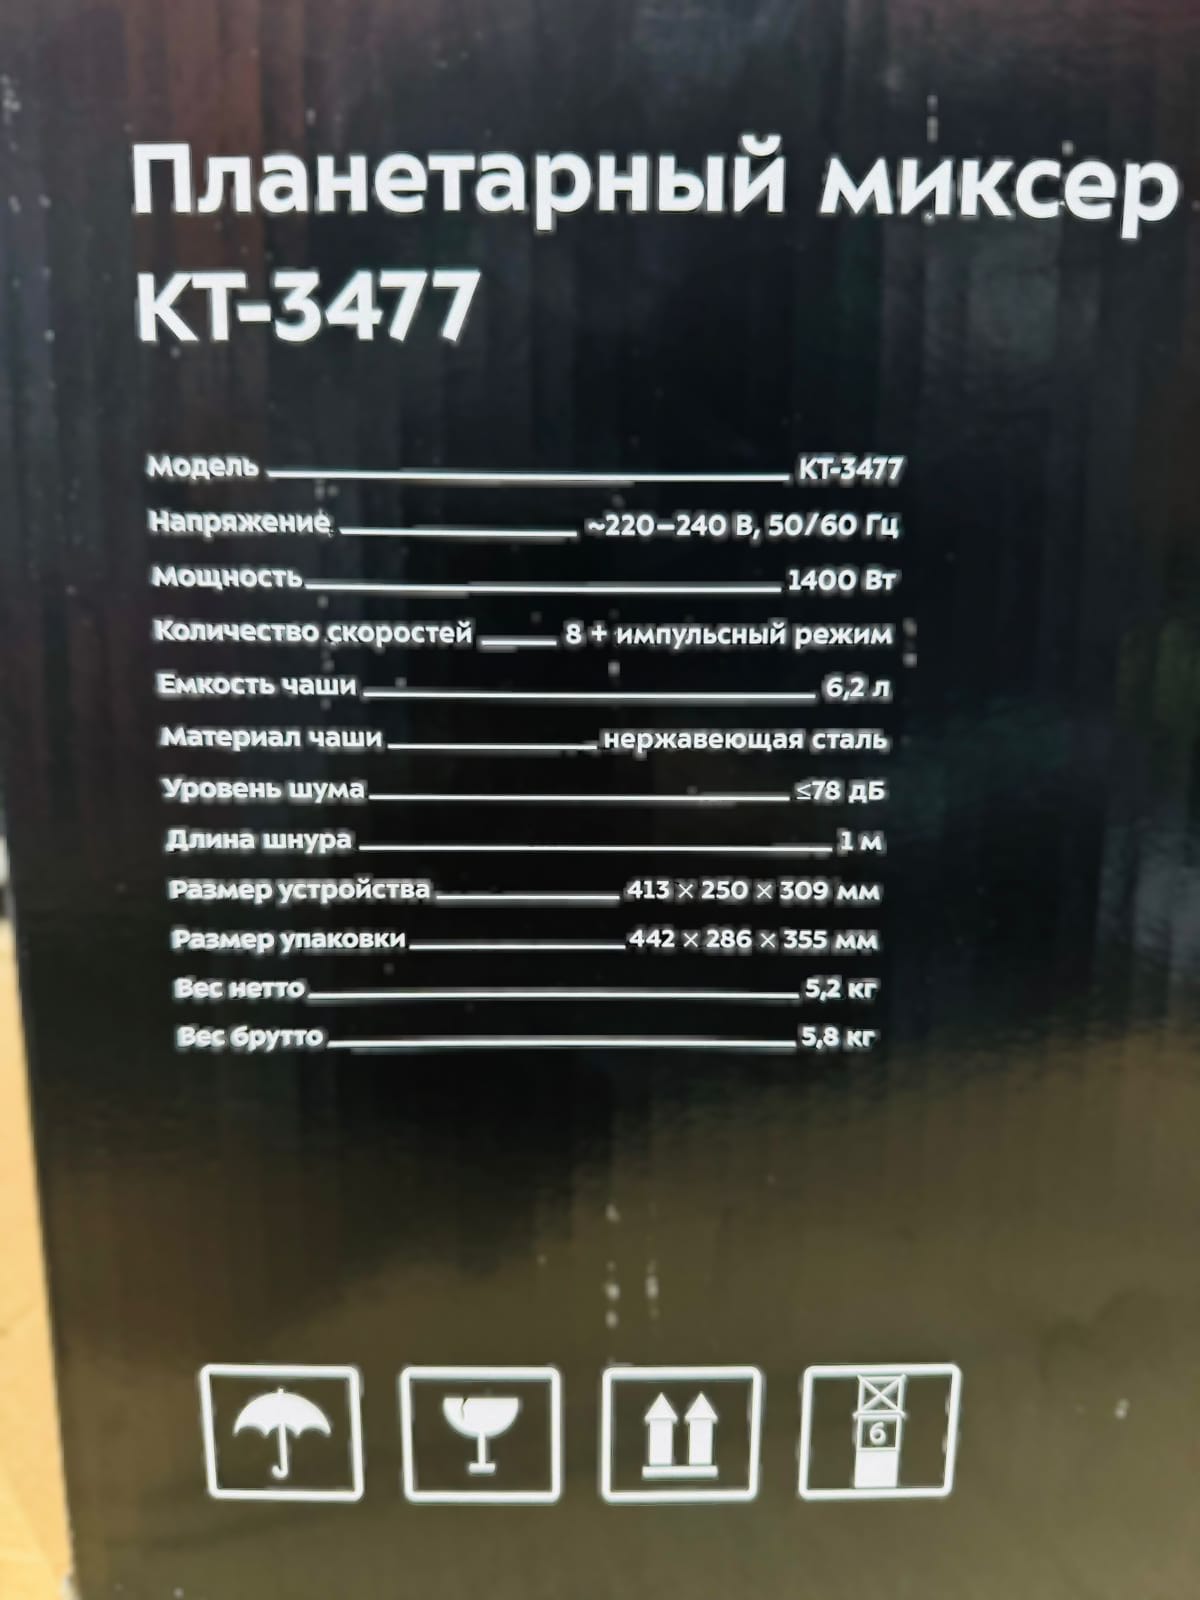 Планетарный миксер
КТ-3477
Модель КТ-3477
Напряжение ~220–240 В, 50/60 Гц
Мощность 1400 Вт
Количество скоростей 8 + импульсный режим
Емкость чаши 6,2 л
Материал чаши нержавеющая сталь
Уровень шума ≤78 дБ
Длина шнура 1 м
Размер устройства 413 × 250 × 309 мм
Размер упаковки 442 × 286 × 355 мм
Вес нетто 5,2 кг
Вес брутто 5,8 кг
6